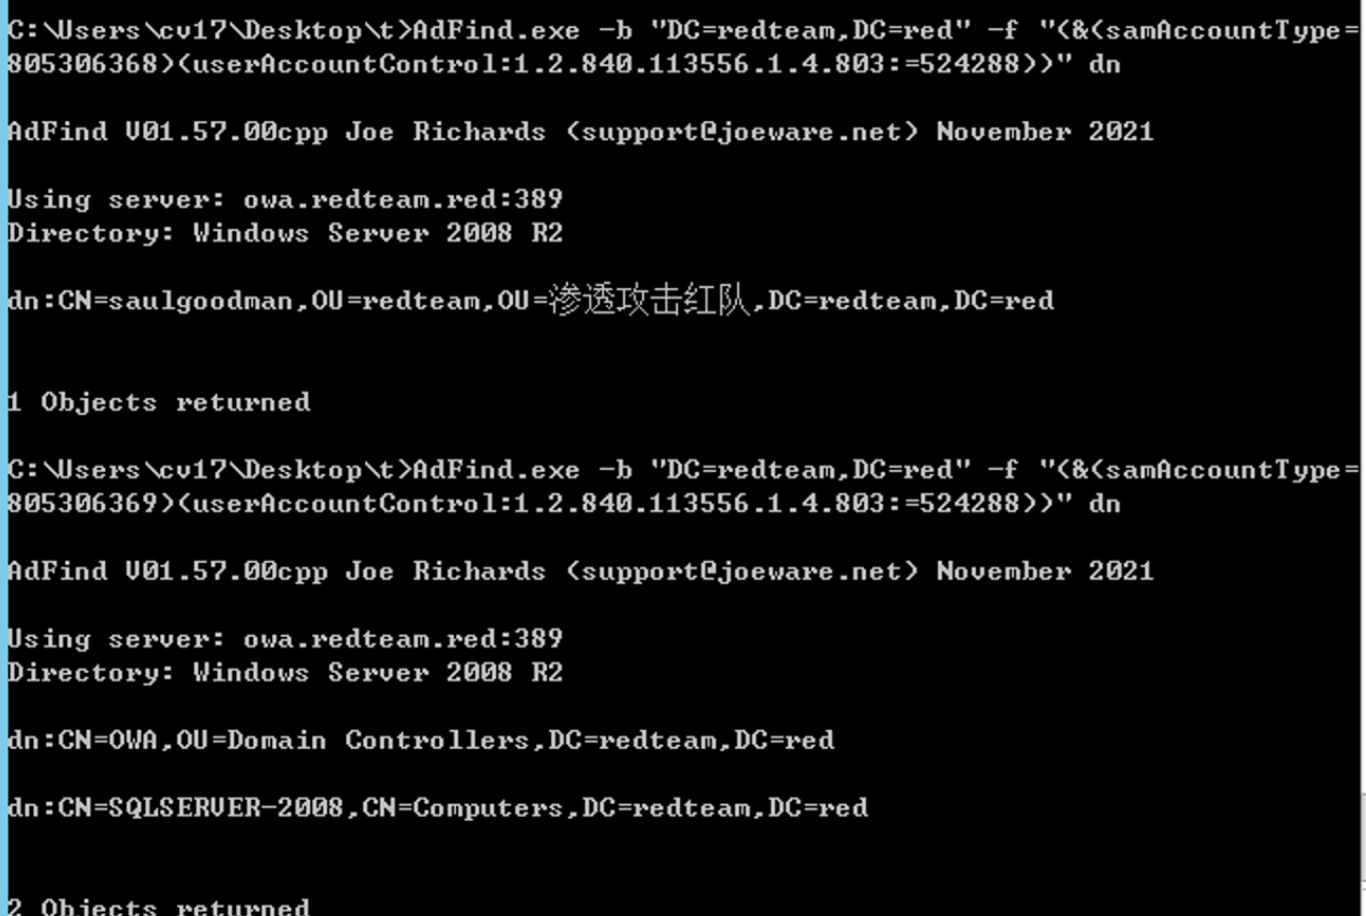 C:\Users\cv17\Desktop\t>AdFind.exe -b "DC=redteam,DC=red" -f "(&(samAccountType=
805306368)(userAccountControl:1.2.840.113556.1.4.803:=524288))" dn
AdFind V01.57.00cpp Joe Richards (support@joeware.net) November 2021
Using server: owa.redteam.red:389
Directory: Windows Server 2008 R2
dn:CN=saulgoodman,OU=redteam,OU=渗透攻击红队,DC=redteam,DC=red
1 Objects returned
C:\Users\cv17\Desktop\t>AdFind.exe -b "DC=redteam,DC=red" -f "(&(samAccountType=
805306369)(userAccountControl:1.2.840.113556.1.4.803:=524288))" dn
AdFind V01.57.00cpp Joe Richards (support@joeware.net) November 2021
Using server: owa.redteam.red:389
Directory: Windows Server 2008 R2
dn:CN=OWA,OU=Domain Controllers,DC=redteam,DC=red
dn:CN=SQLSERVER-2008,CN=Computers,DC=redteam,DC=red
2 Objects returned